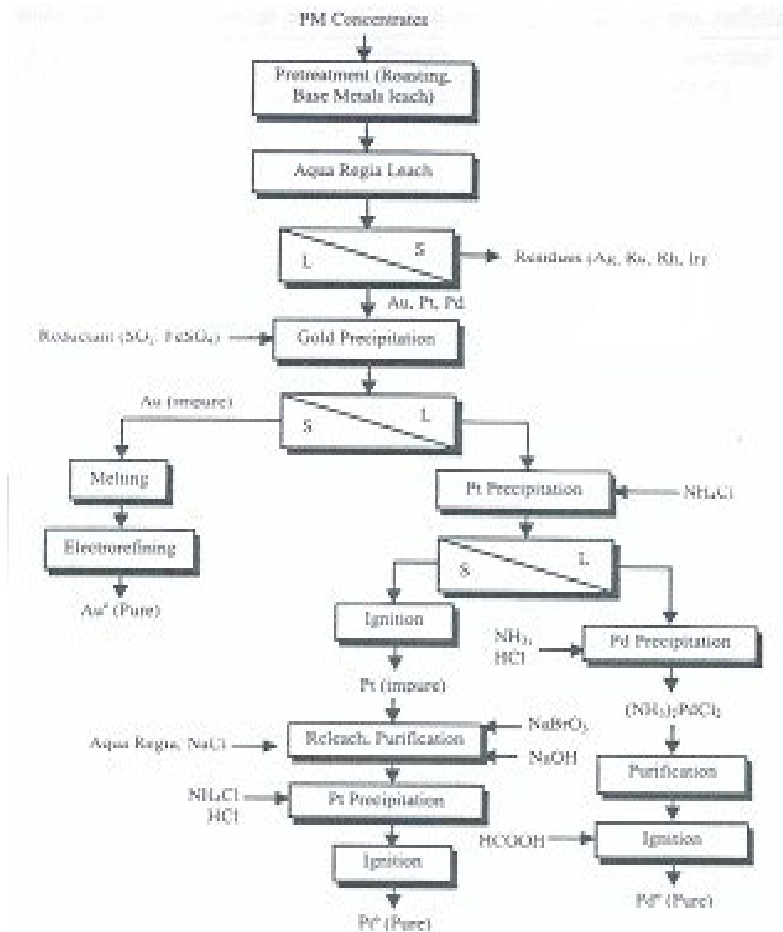 PM Concentrates
Pretreatment (Roasting,
Base Metals leach)
Aqua Regia Leach
S
L
Residues (Ag, Ru, Rh, Ir)
Au, Pt, Pd
Reductant (SO2, FeSO4)
Gold Precipitation
Au (impure)
L
S
Melting
Pt Precipitation
NH4Cl
Electrorefining
L
S
Au° (Pure)
Ignition
NH3,
HCl
Pd Precipitation
Pt (impure)
(NH3)2PdCl2
NaBrO3
Aqua Regia, NaCl
Releach, Purification
NaOH
Purification
NH4Cl
HCl
Pt Precipitation
HCOOH
Ignition
Ignition
Pt° (Pure)
Pd° (Pure)